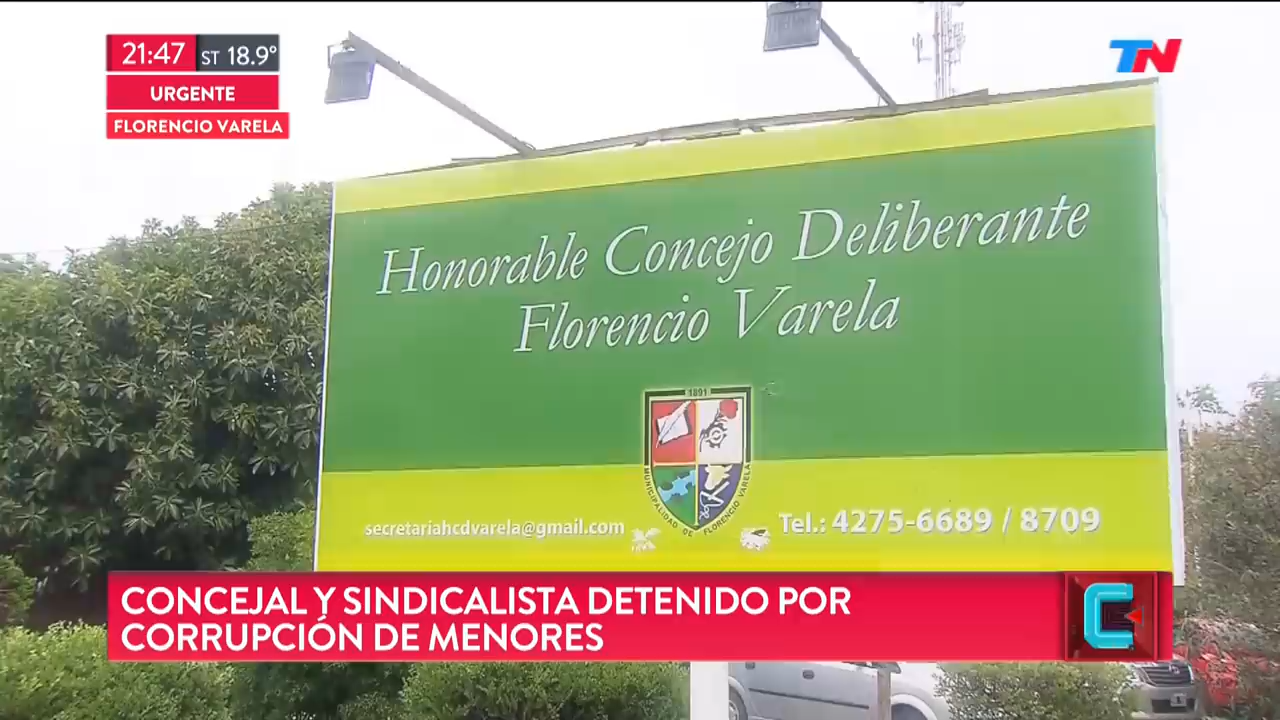 21:47 ST 18.9°
URGENTE
FLORENCIO VARELA
TN
Honorable Concejo Deliberante
Florencio Varela
1891
MUNICIPALIDAD DE FLORENCIO VARELA
secretariahcdvarela@gmail.com
Tel.: 4275-6689 / 8709
CONCEJAL Y SINDICALISTA DETENIDO POR
CORRUPCIÓN DE MENORES
C